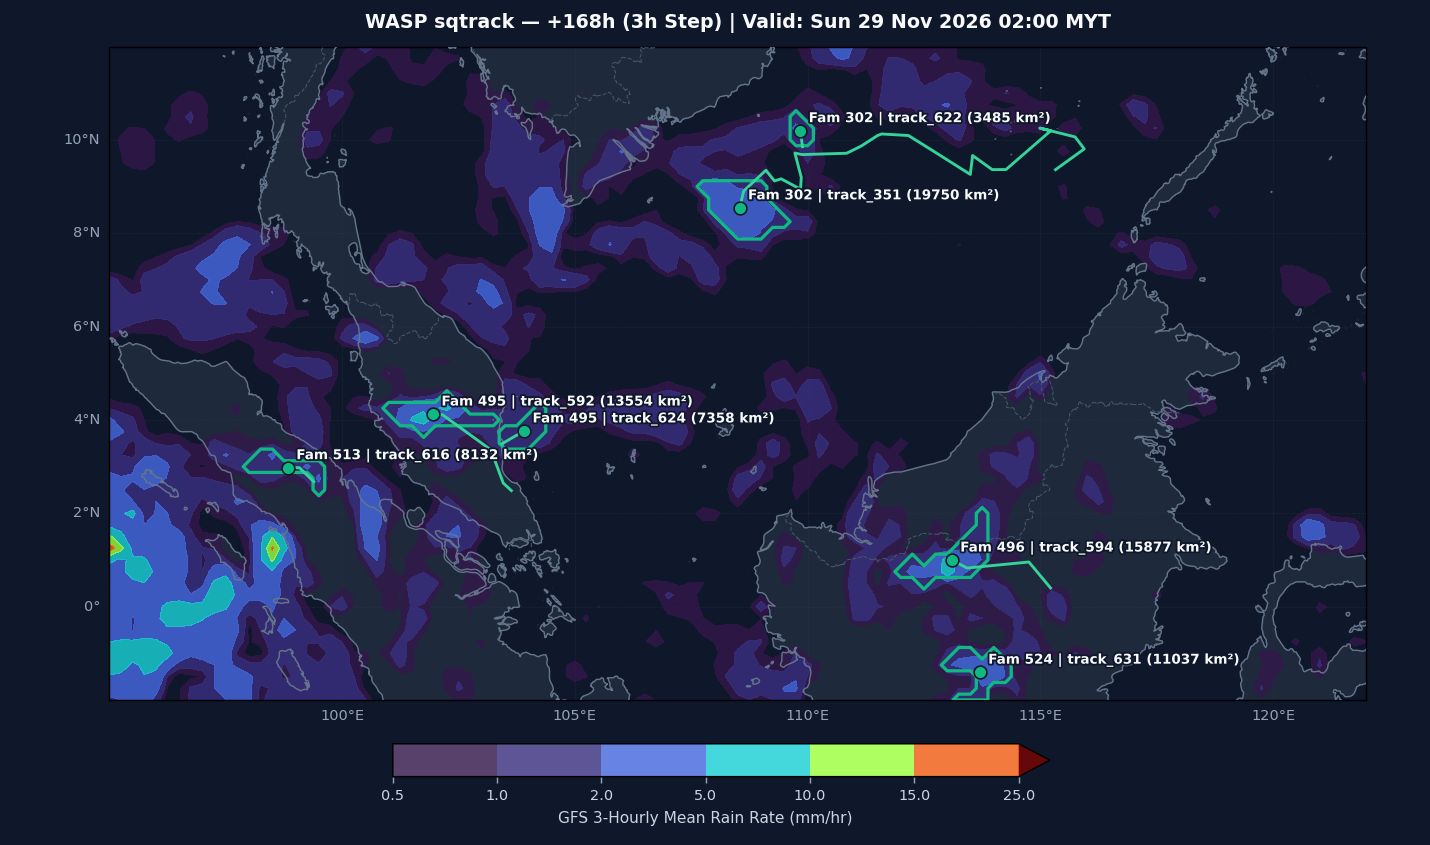 WASP sqtrack — +168h (3h Step) | Valid: Sun 29 Nov 2026 02:00 MYT
Fam 302 | track_622 (3485 km²)
10°N
Fam 302 | track_351 (19750 km²)
8°N
6°N
Fam 495 | track_592 (13554 km²)
4°N
Fam 495 | track_624 (7358 km²)
Fam 513 | track_616 (8132 km²)
2°N
Fam 496 | track_594 (15877 km²)
0°
Fam 524 | track_631 (11037 km²)
100°E 105°E 110°E 115°E 120°E
0.5 1.0 2.0 5.0 10.0 15.0 25.0
GFS 3-Hourly Mean Rain Rate (mm/hr)